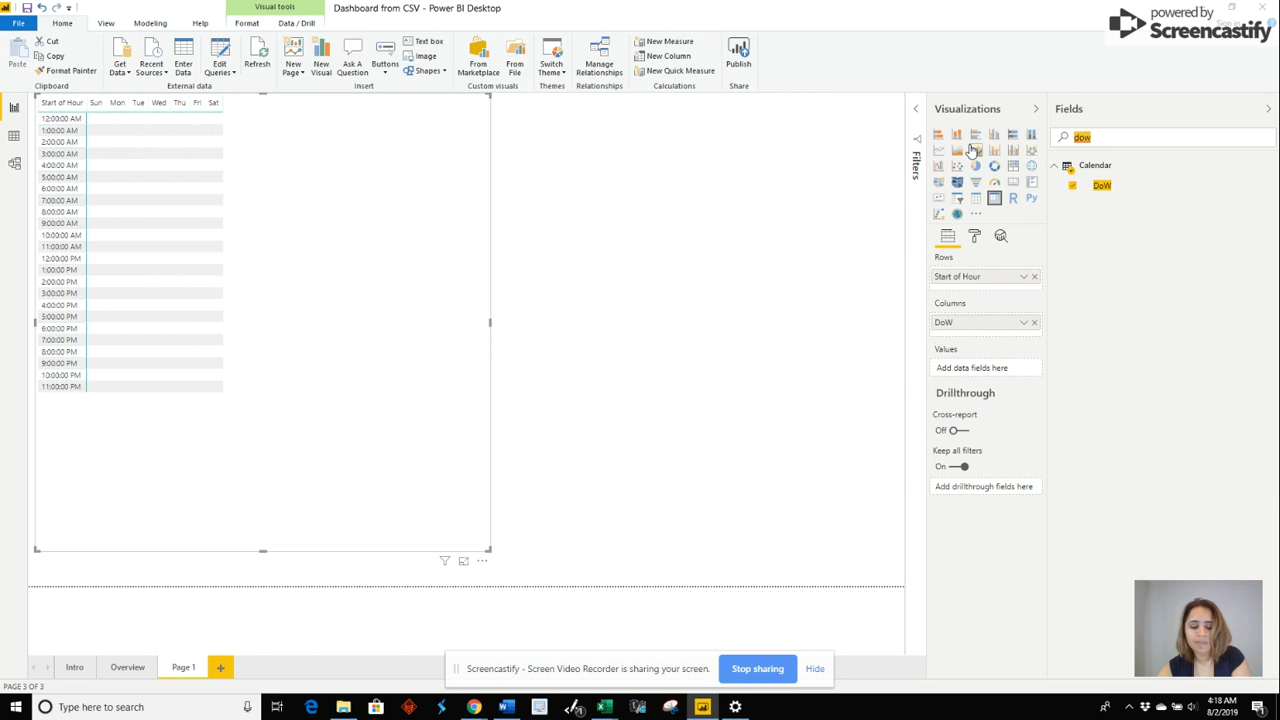 Visual tools
Dashboard from CSV - Power BI Desktop
powered by
Screencastify
Sign in
File
Home
View
Modeling
Help
Format
Data / Drill
Paste
Cut
Copy
Format Painter
Clipboard
Get Data
Recent Sources
Enter Data
Edit Queries
Refresh
External data
New Page
New Visual
Ask A Question
Buttons
Text box
Image
Shapes
Insert
From Marketplace
From File
Custom visuals
Switch Theme
Themes
Manage Relationships
Relationships
New Measure
New Column
New Quick Measure
Calculations
Publish
Share
Start of Hour Sun Mon Tue Wed Thu Fri Sat
12:00:00 AM
1:00:00 AM
2:00:00 AM
3:00:00 AM
4:00:00 AM
5:00:00 AM
6:00:00 AM
7:00:00 AM
8:00:00 AM
9:00:00 AM
10:00:00 AM
11:00:00 AM
12:00:00 PM
1:00:00 PM
2:00:00 PM
3:00:00 PM
4:00:00 PM
5:00:00 PM
6:00:00 PM
7:00:00 PM
8:00:00 PM
9:00:00 PM
10:00:00 PM
11:00:00 PM
Filters
Visualizations
R
Py
Rows
Start of Hour
Columns
DoW
Values
Add data fields here
Drillthrough
Cross-report
Off
Keep all filters
On
Add drillthrough fields here
Fields
dow
Calendar
DoW
Intro
Overview
Page 1
PAGE 3 OF 3
Screencastify - Screen Video Recorder is sharing your screen.
Stop sharing
Hide
Type here to search
4:18 AM
8/2/2019